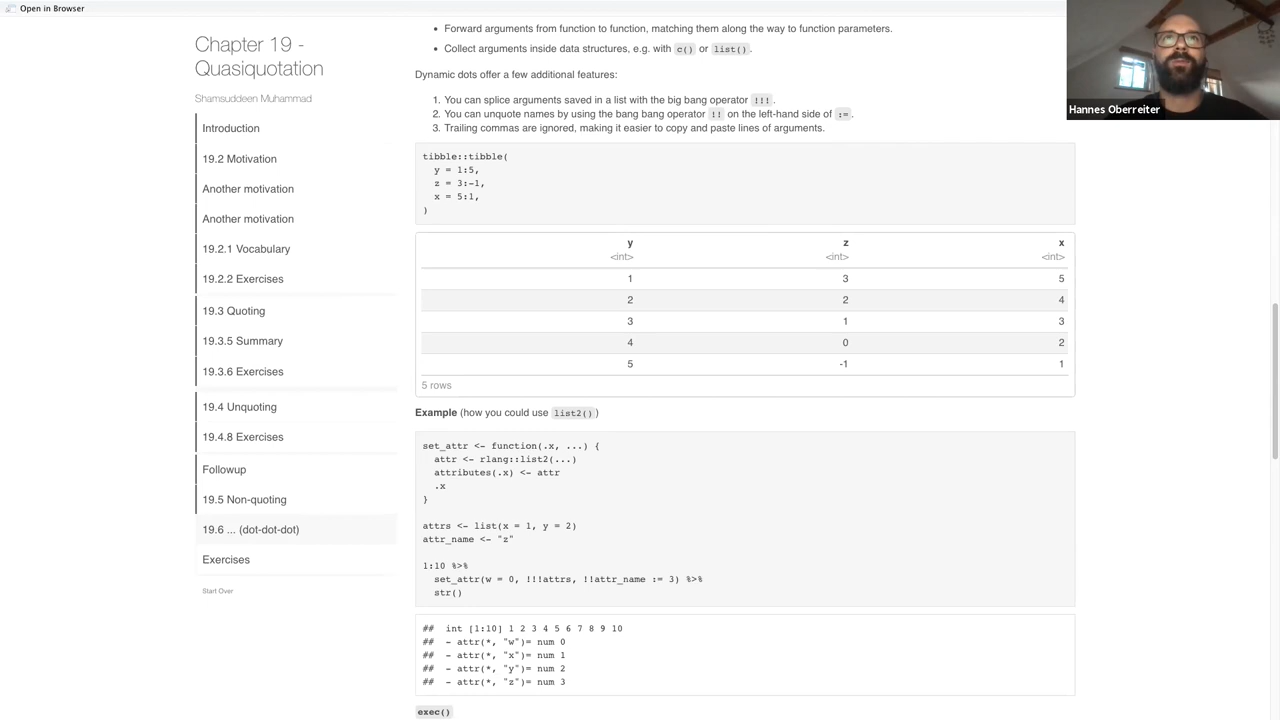 Open in Browser
Chapter 19 -
Quasiquotation
Shamsuddeen Muhammad
Introduction
19.2 Motivation
Another motivation
Another motivation
19.2.1 Vocabulary
19.2.2 Exercises
19.3 Quoting
19.3.5 Summary
19.3.6 Exercises
19.4 Unquoting
19.4.8 Exercises
Followup
19.5 Non-quoting
19.6 ... (dot-dot-dot)
Exercises
Start Over
• Forward arguments from function to function, matching them along the way to function parameters.
• Collect arguments inside data structures, e.g. with c() or list().
Dynamic dots offer a few additional features:
1. You can splice arguments saved in a list with the big bang operator !!!.
2. You can unquote names by using the bang bang operator !! on the left-hand side of :=.
3. Trailing commas are ignored, making it easier to copy and paste lines of arguments.
tibble::tibble(
  y = 1:5,
  z = 3:-1,
  x = 5:1,
)
y z x
<int> <int> <int>
1 3 5
2 2 4
3 1 3
4 0 2
5 -1 1
5 rows
Example (how you could use list2())
set_attr <- function(.x, ...) {
  attr <- rlang::list2(...)
  attributes(.x) <- attr
  .x
}
attrs <- list(x = 1, y = 2)
attr_name <- "z"
1:10 %>%
  set_attr(w = 0, !!!attrs, !!attr_name := 3) %>%
  str()
##  int [1:10] 1 2 3 4 5 6 7 8 9 10
##  - attr(*, "w")= num 0
##  - attr(*, "x")= num 1
##  - attr(*, "y")= num 2
##  - attr(*, "z")= num 3
exec()
Hannes Oberreiter